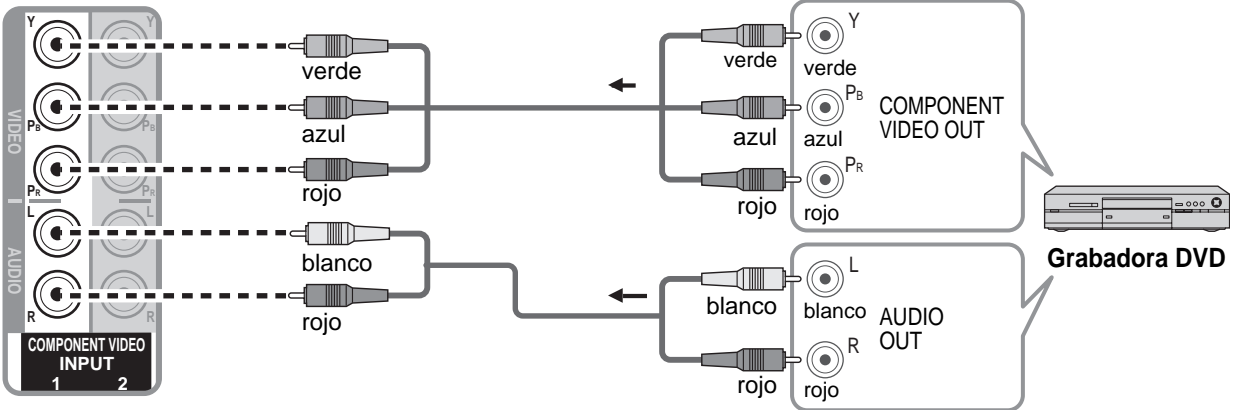 VIDEO
AUDIO
Y
PB
PR
L
R
Y
PB
PR
L
R
COMPONENT VIDEO
INPUT
1 2
verde
azul
rojo
blanco
rojo
verde
azul
rojo
blanco
rojo
Y
verde
PB
azul
PR
rojo
COMPONENT
VIDEO OUT
L
blanco
R
rojo
AUDIO
OUT
Grabadora DVD